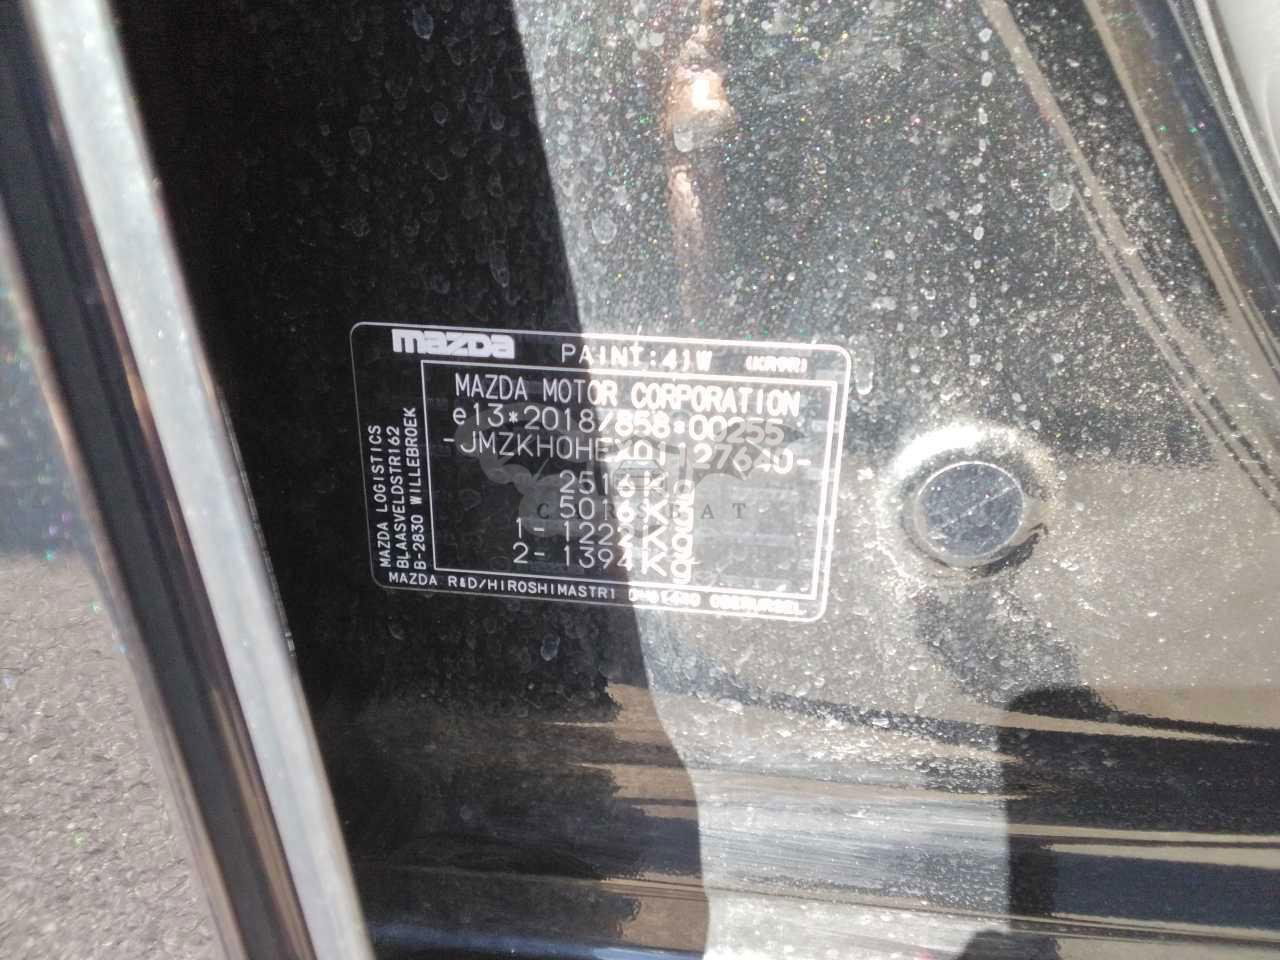 mazda PAINT:41W
MAZDA MOTOR CORPORATION
e13*2018/858*00255
2516Kg
5016Kg
1- 1222Kg
2- 1394Kg
MAZDA R&D/HIROSHIMASTR1
MAZDA LOGISTICS
BLAASVELDSTR162
B-2830 WILLEBROEK